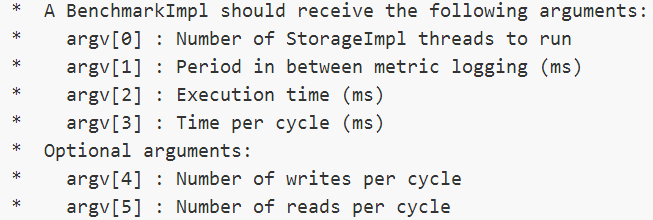 * A BenchmarkImpl should receive the following arguments:
* argv[0] : Number of StorageImpl threads to run
* argv[1] : Period in between metric logging (ms)
* argv[2] : Execution time (ms)
* argv[3] : Time per cycle (ms)
* Optional arguments:
* argv[4] : Number of writes per cycle
* argv[5] : Number of reads per cycle